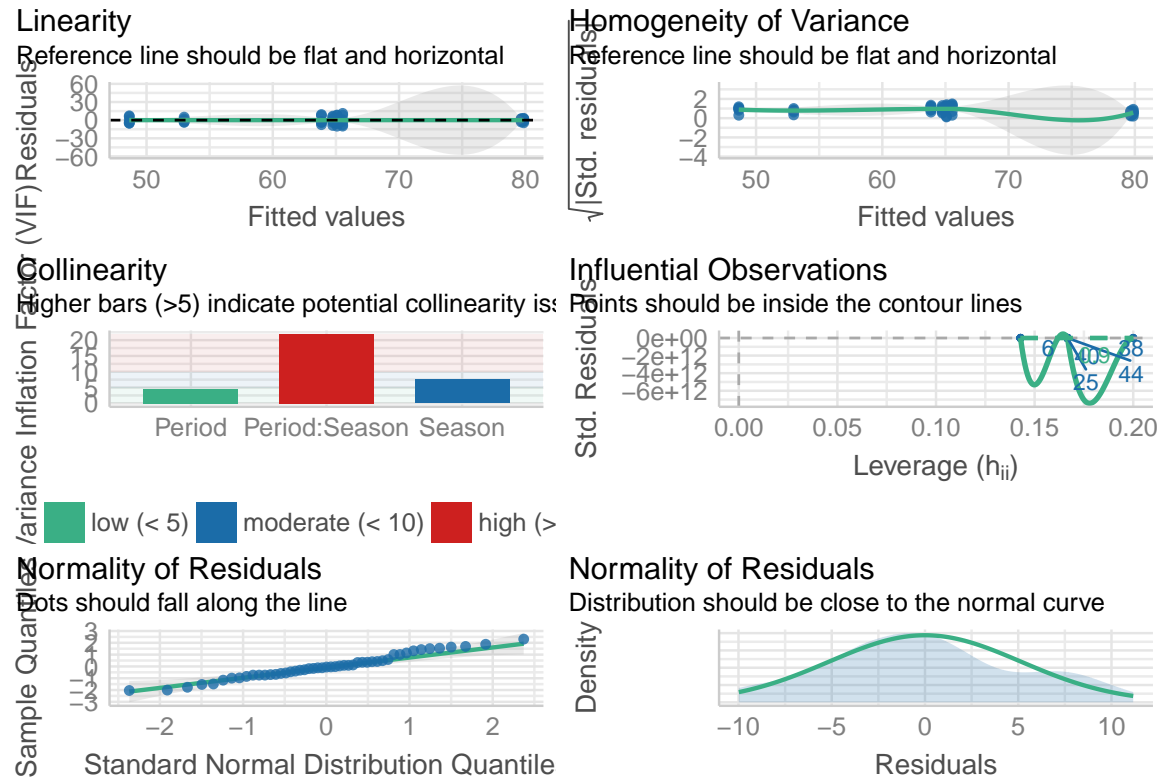 Linearity
Reference line should be flat and horizontal
Residuals
60
30
0
−30
−60
50 60 70 80
Fitted values
Homogeneity of Variance
Reference line should be flat and horizontal
√|Std. residuals|
2
0
−2
−4
50 60 70 80
Fitted values
Collinearity
Higher bars (>5) indicate potential collinearity iss
Variance Inflation Factor (VIF)
20
15
10
5
0
Period Period:Season Season
low (< 5) moderate (< 10) high (>
Influential Observations
Points should be inside the contour lines
Std. Residuals
0e+00
−2e+12
−4e+12
−6e+12
6 40 0.9 38
25 44
0.00 0.05 0.10 0.15 0.20
Leverage (hii)
Normality of Residuals
Dots should fall along the line
Sample Quantiles
3
2
1
0
−1
−2
−3
−2 −1 0 1 2
Standard Normal Distribution Quantile
Normality of Residuals
Distribution should be close to the normal curve
Density
−10 −5 0 5 10
Residuals